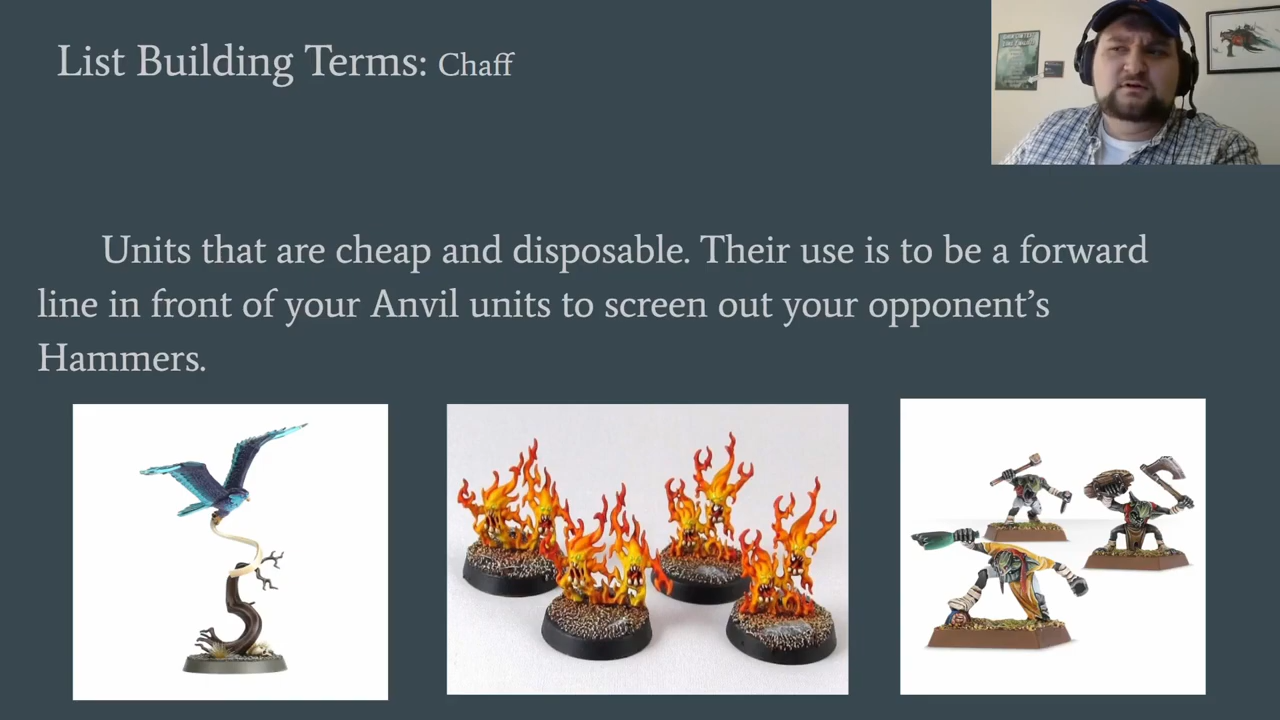 List Building Terms: Chaff
Units that are cheap and disposable. Their use is to be a forward
line in front of your Anvil units to screen out your opponent’s
Hammers.